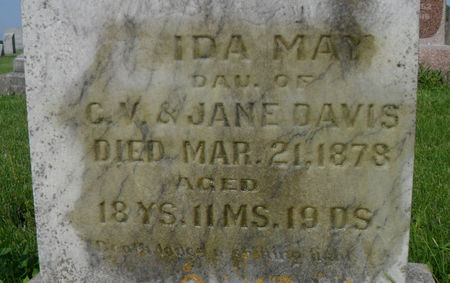 IDA MAY
DAU. OF
C. V. & JANE DAVIS
DIED MAR. 21, 1878
AGED
18 YS. 11 MS. 19 DS.